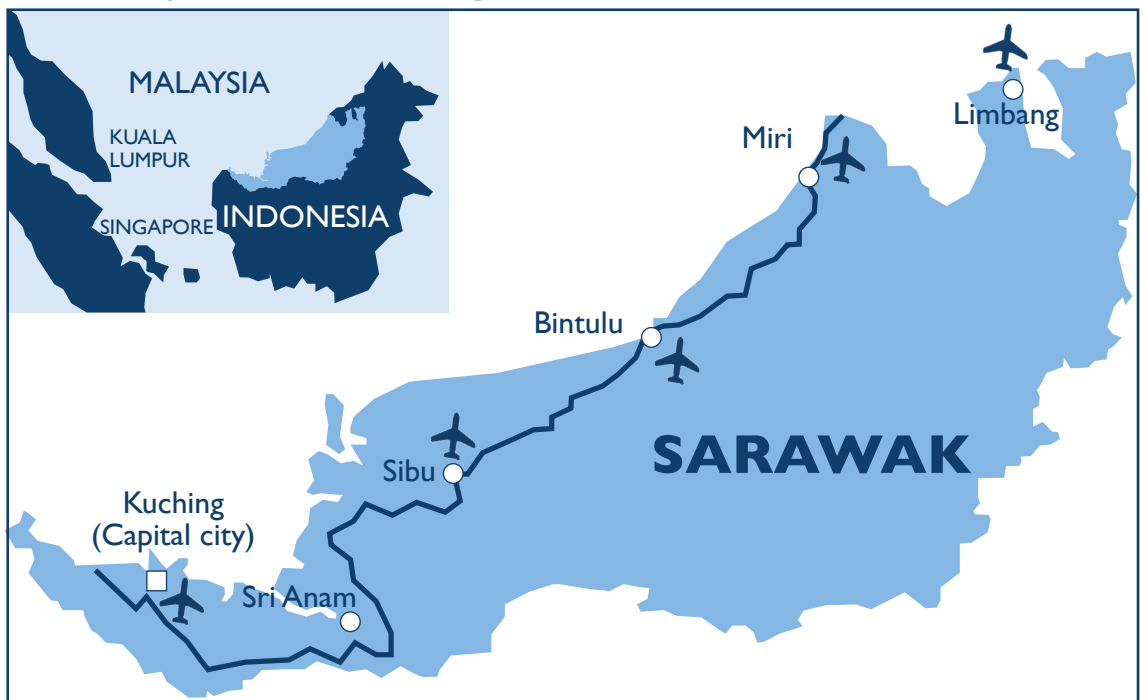 MALAYSIA
KUALA
LUMPUR
SINGAPORE
INDONESIA
Limbang
Miri
Bintulu
SARAWAK
Sibu
Kuching
(Capital city)
Sri Anam